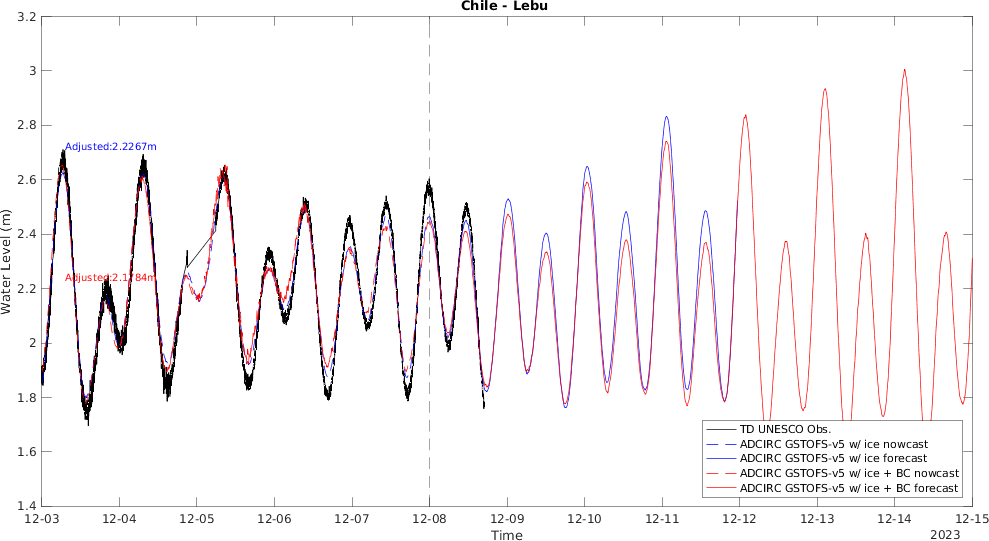 Chile - Lebu
3.2
3
2.8
2.6
2.4
2.2
2
1.8
1.6
1.4
Water Level (m)
Adjusted:2.2267m
Adjusted:2.1784m
TD UNESCO Obs.
ADCIRC GSTOFS-v5 w/ ice nowcast
ADCIRC GSTOFS-v5 w/ ice forecast
ADCIRC GSTOFS-v5 w/ ice + BC nowcast
ADCIRC GSTOFS-v5 w/ ice + BC forecast
12-03 12-04 12-05 12-06 12-07 12-08 12-09 12-10 12-11 12-12 12-13 12-14 12-15
Time
2023